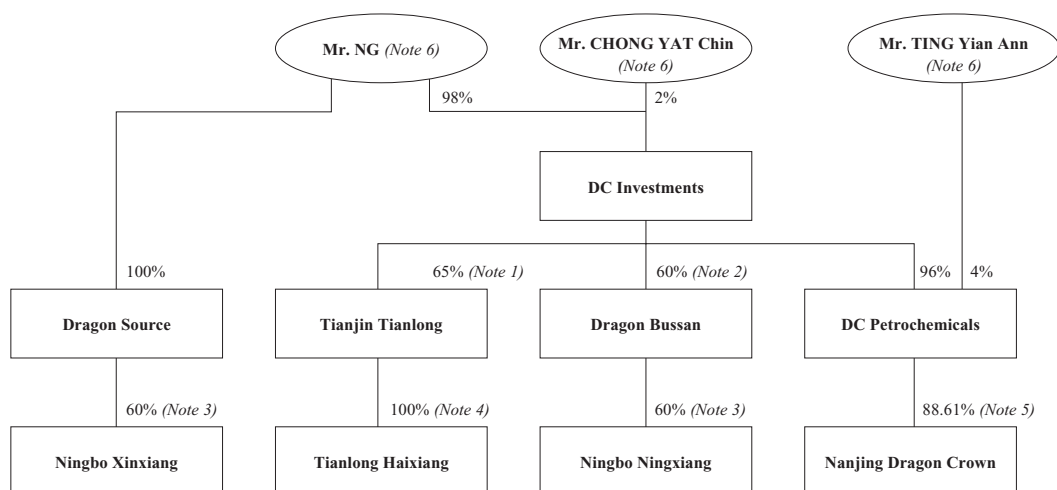 Mr. NG (Note 6)
Mr. CHONG YAT Chin
(Note 6)
Mr. TING Yian Ann
(Note 6)
98%
2%
DC Investments
100%
65% (Note 1)
60% (Note 2)
96%
4%
Dragon Source
Tianjin Tianlong
Dragon Bussan
DC Petrochemicals
60% (Note 3)
100% (Note 4)
60% (Note 3)
88.61% (Note 5)
Ningbo Xinxiang
Tianlong Haixiang
Ningbo Ningxiang
Nanjing Dragon Crown